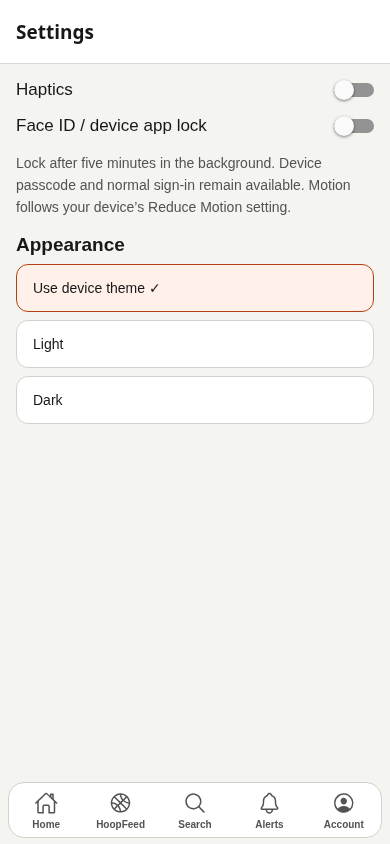 Settings
Haptics
Face ID / device app lock
Lock after five minutes in the background. Device
passcode and normal sign-in remain available. Motion
follows your device’s Reduce Motion setting.
Appearance
Use device theme ✓
Light
Dark
Home
HoopFeed
Search
Alerts
Account